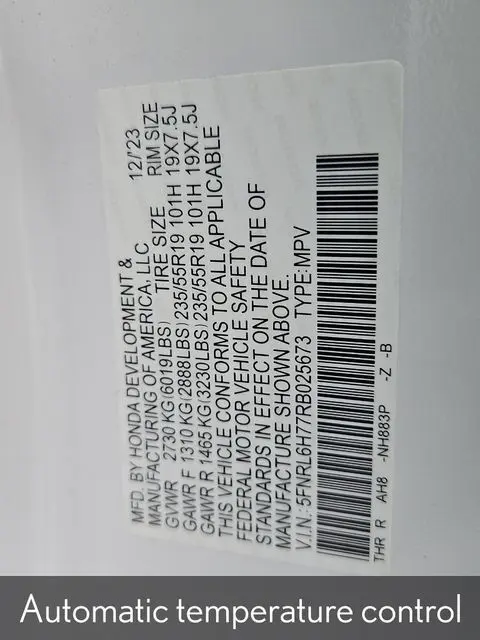 MFD. BY HONDA DEVELOPMENT & 12/'23
MANUFACTURING OF AMERICA, LLC
GVWR 2730 KG(6019LBS) TIRE SIZE RIM SIZE
GAWR F 1310 KG(2888LBS)235/55R19 101H 19X7.5J
GAWR R 1465 KG(3230LBS)235/55R19 101H 19X7.5J
THIS VEHICLE CONFORMS TO ALL APPLICABLE
FEDERAL MOTOR VEHICLE SAFETY
STANDARDS IN EFFECT ON THE DATE OF
MANUFACTURE SHOWN ABOVE.
V.I.N.:5FNRL6H77RB025673 TYPE:MPV
THR R AH8 -NH883P -Z -B
Automatic temperature control